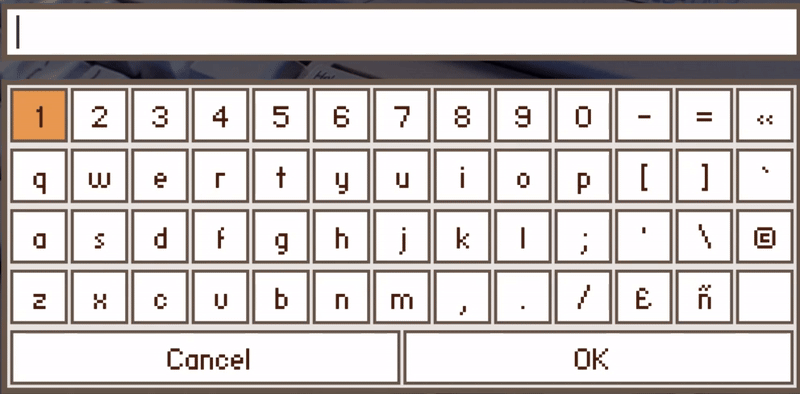 1 2 3 4 5 6 7 8 9 0 - = «
q w e r t y u i o p [ ] `
a s d f g h j k l ; ' \ ©
z x c v b n m , . / £ ñ
Cancel OK